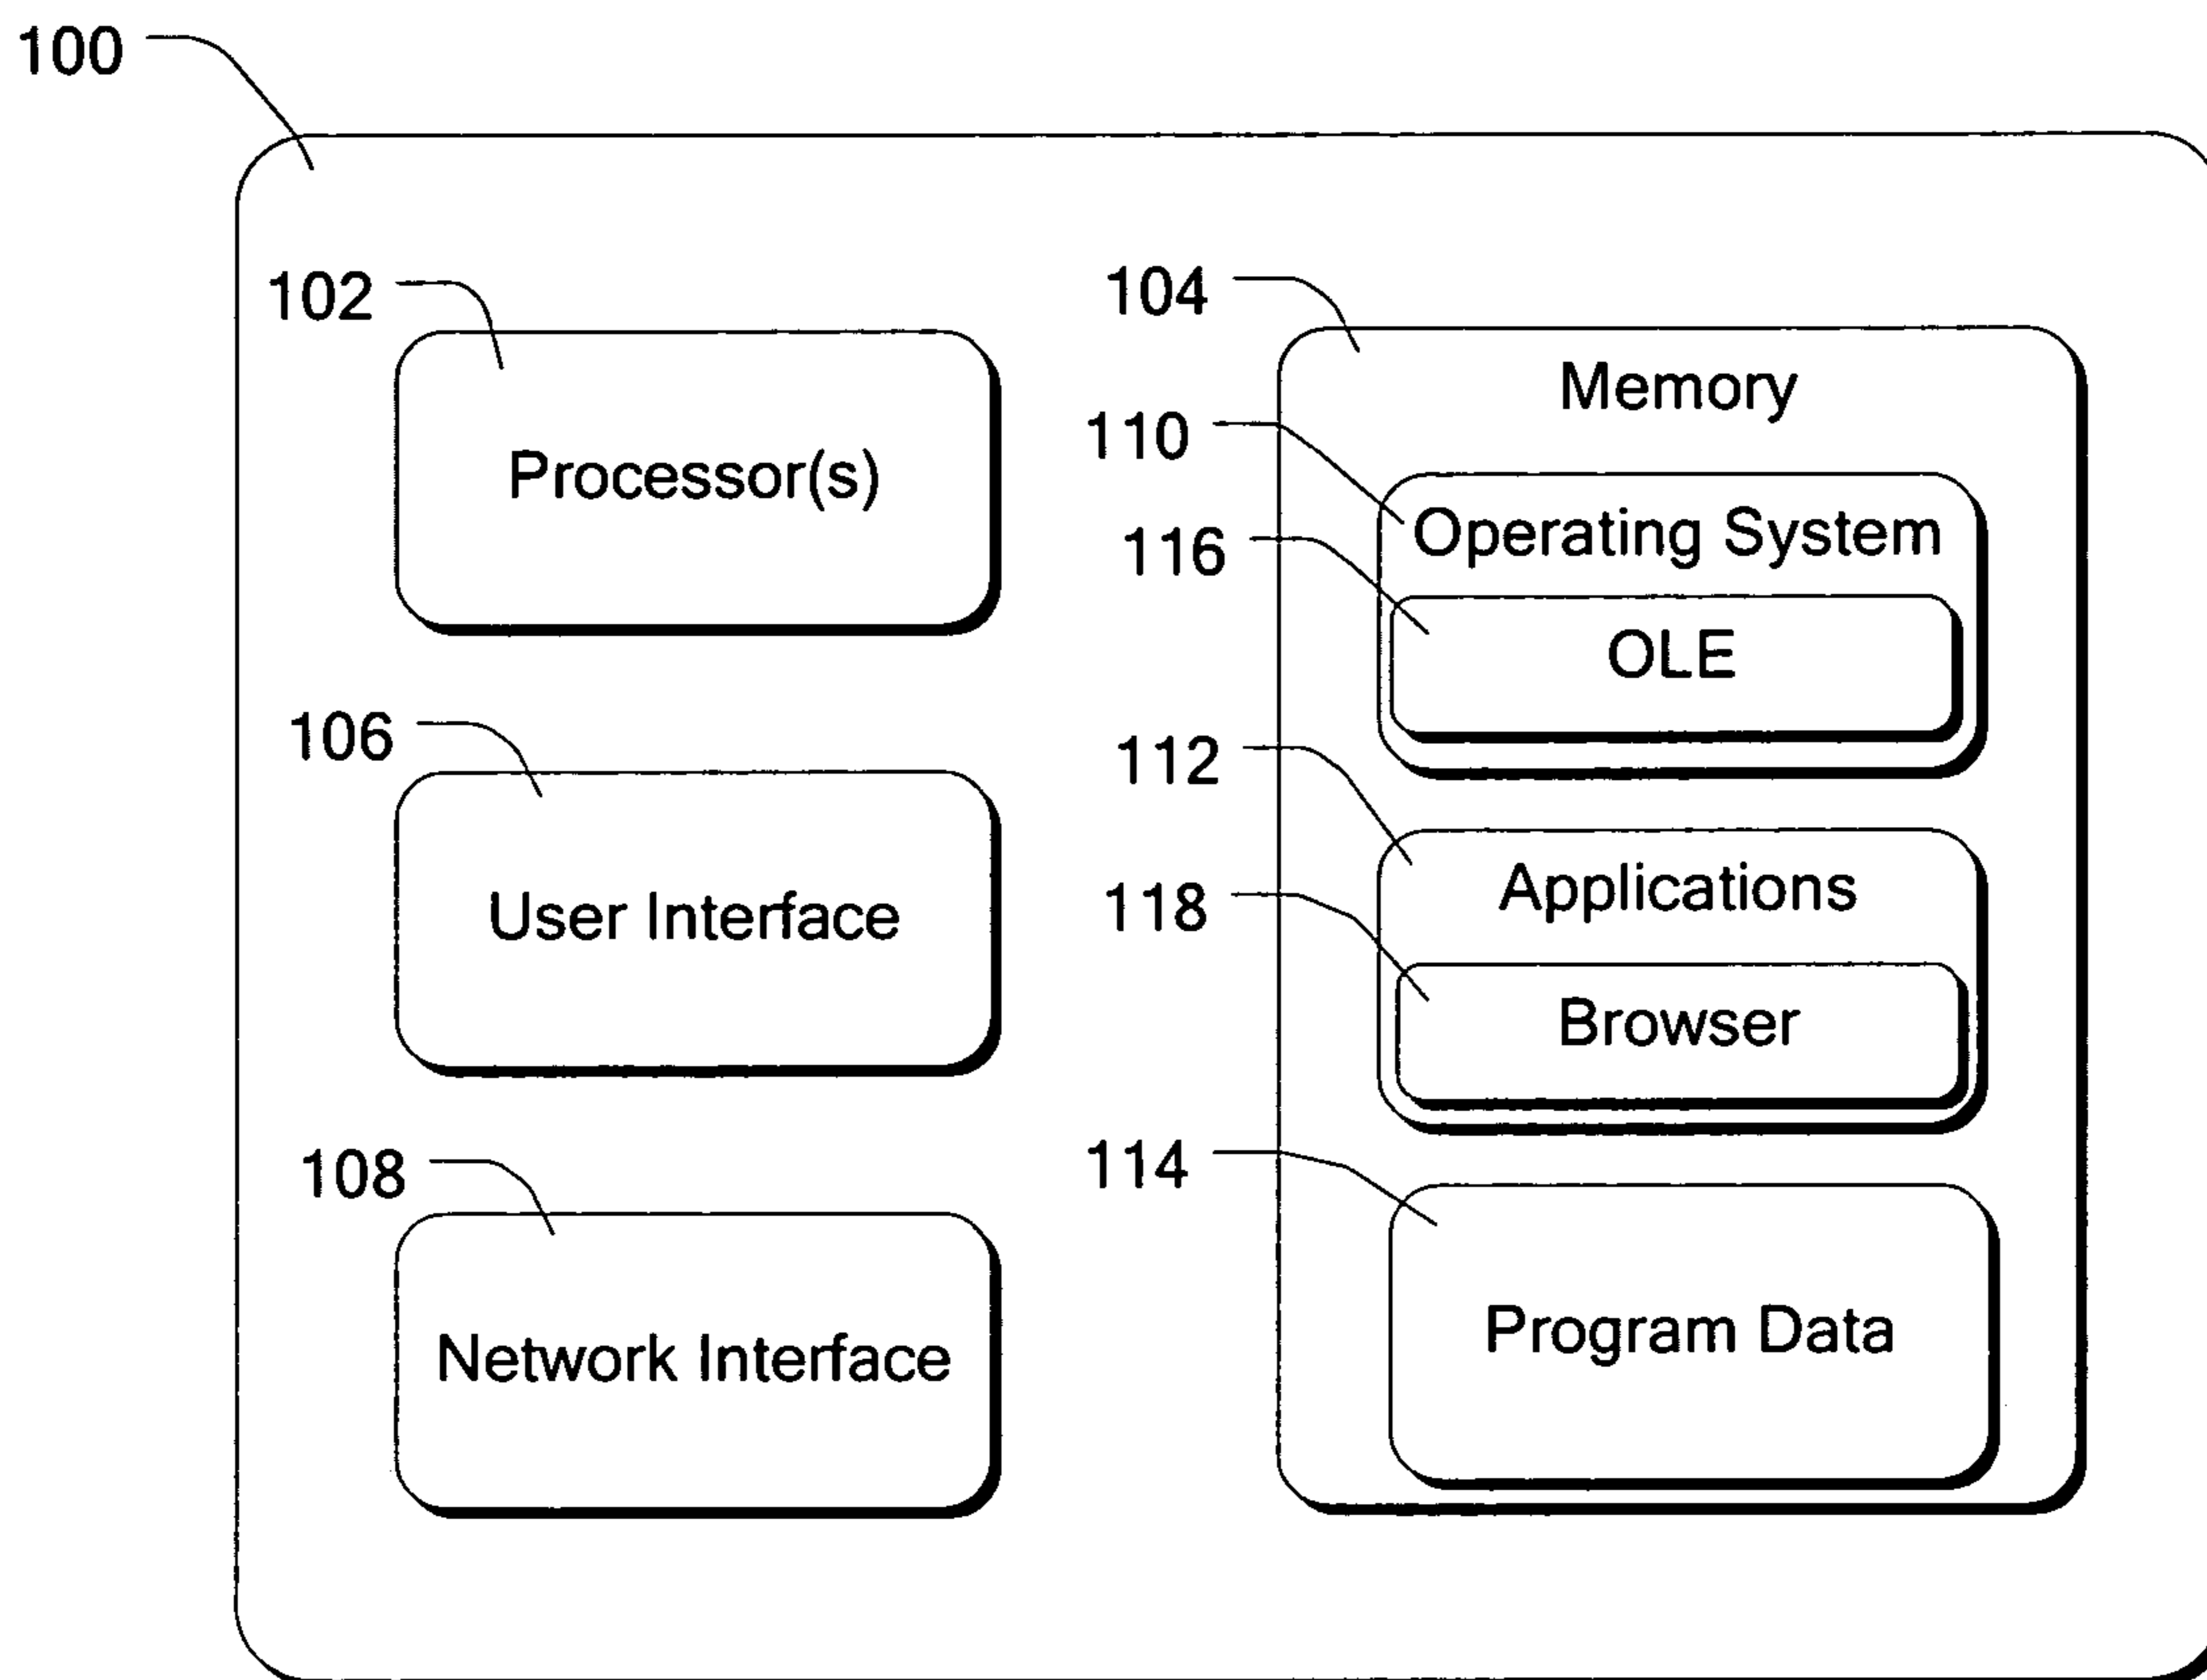 100
102
Processor(s)
106
User Interface
108
Network Interface
104
Memory
110
Operating System
116
OLE
112
Applications
118
Browser
114
Program Data